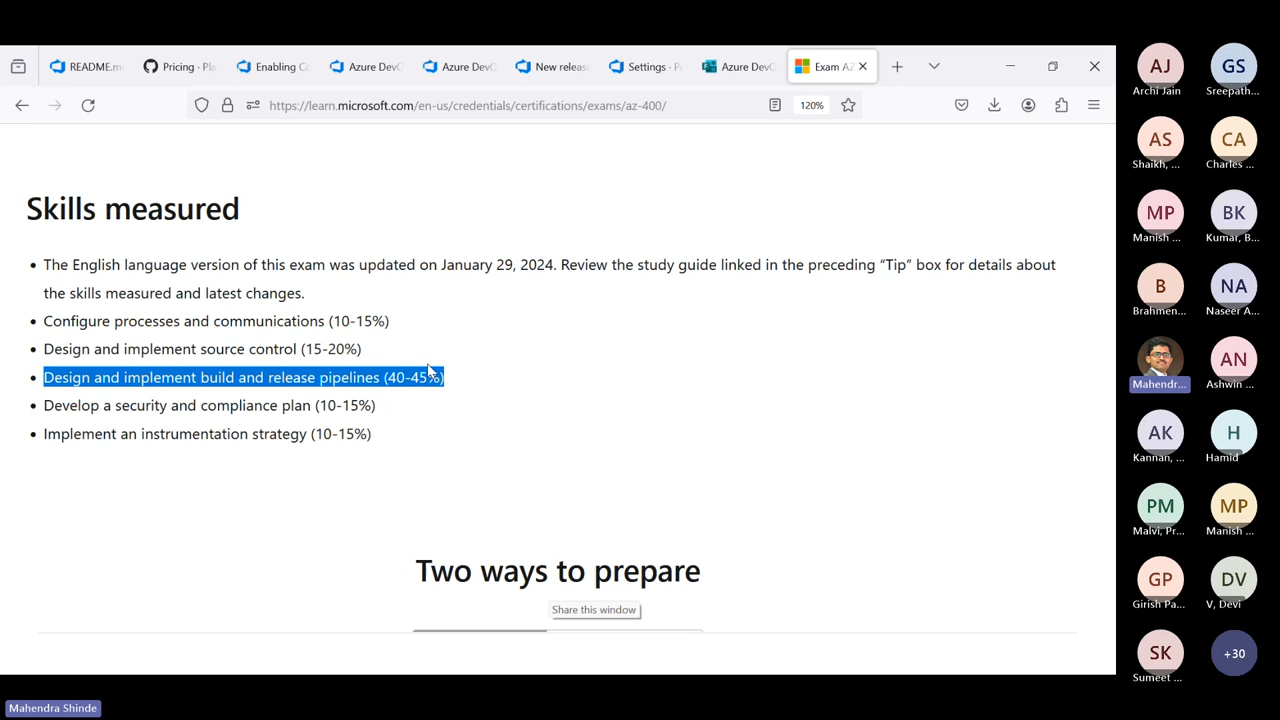 README.m
Pricing · Pla
Enabling Co
Azure DevO
Azure DevO
New releas
Settings - P
Azure DevO
Exam AZ
https://learn.microsoft.com/en-us/credentials/certifications/exams/az-400/
120%
Skills measured
• The English language version of this exam was updated on January 29, 2024. Review the study guide linked in the preceding “Tip” box for details about
the skills measured and latest changes.
• Configure processes and communications (10-15%)
• Design and implement source control (15-20%)
• Design and implement build and release pipelines (40-45%)
• Develop a security and compliance plan (10-15%)
• Implement an instrumentation strategy (10-15%)
Two ways to prepare
Share this window
AJ GS
Archi Jain Sreepath...
AS CA
Shaikh, ... Charles ...
MP BK
Manish ... Kumar, B...
B NA
Brahmen... Naseer A...
AN
Mahendr... Ashwin ...
AK H
Kannan, ... Hamid
PM MP
Malvi, Pr... Manish ...
GP DV
Girish Pa... V, Devi
SK +30
Sumeet ...
Mahendra Shinde